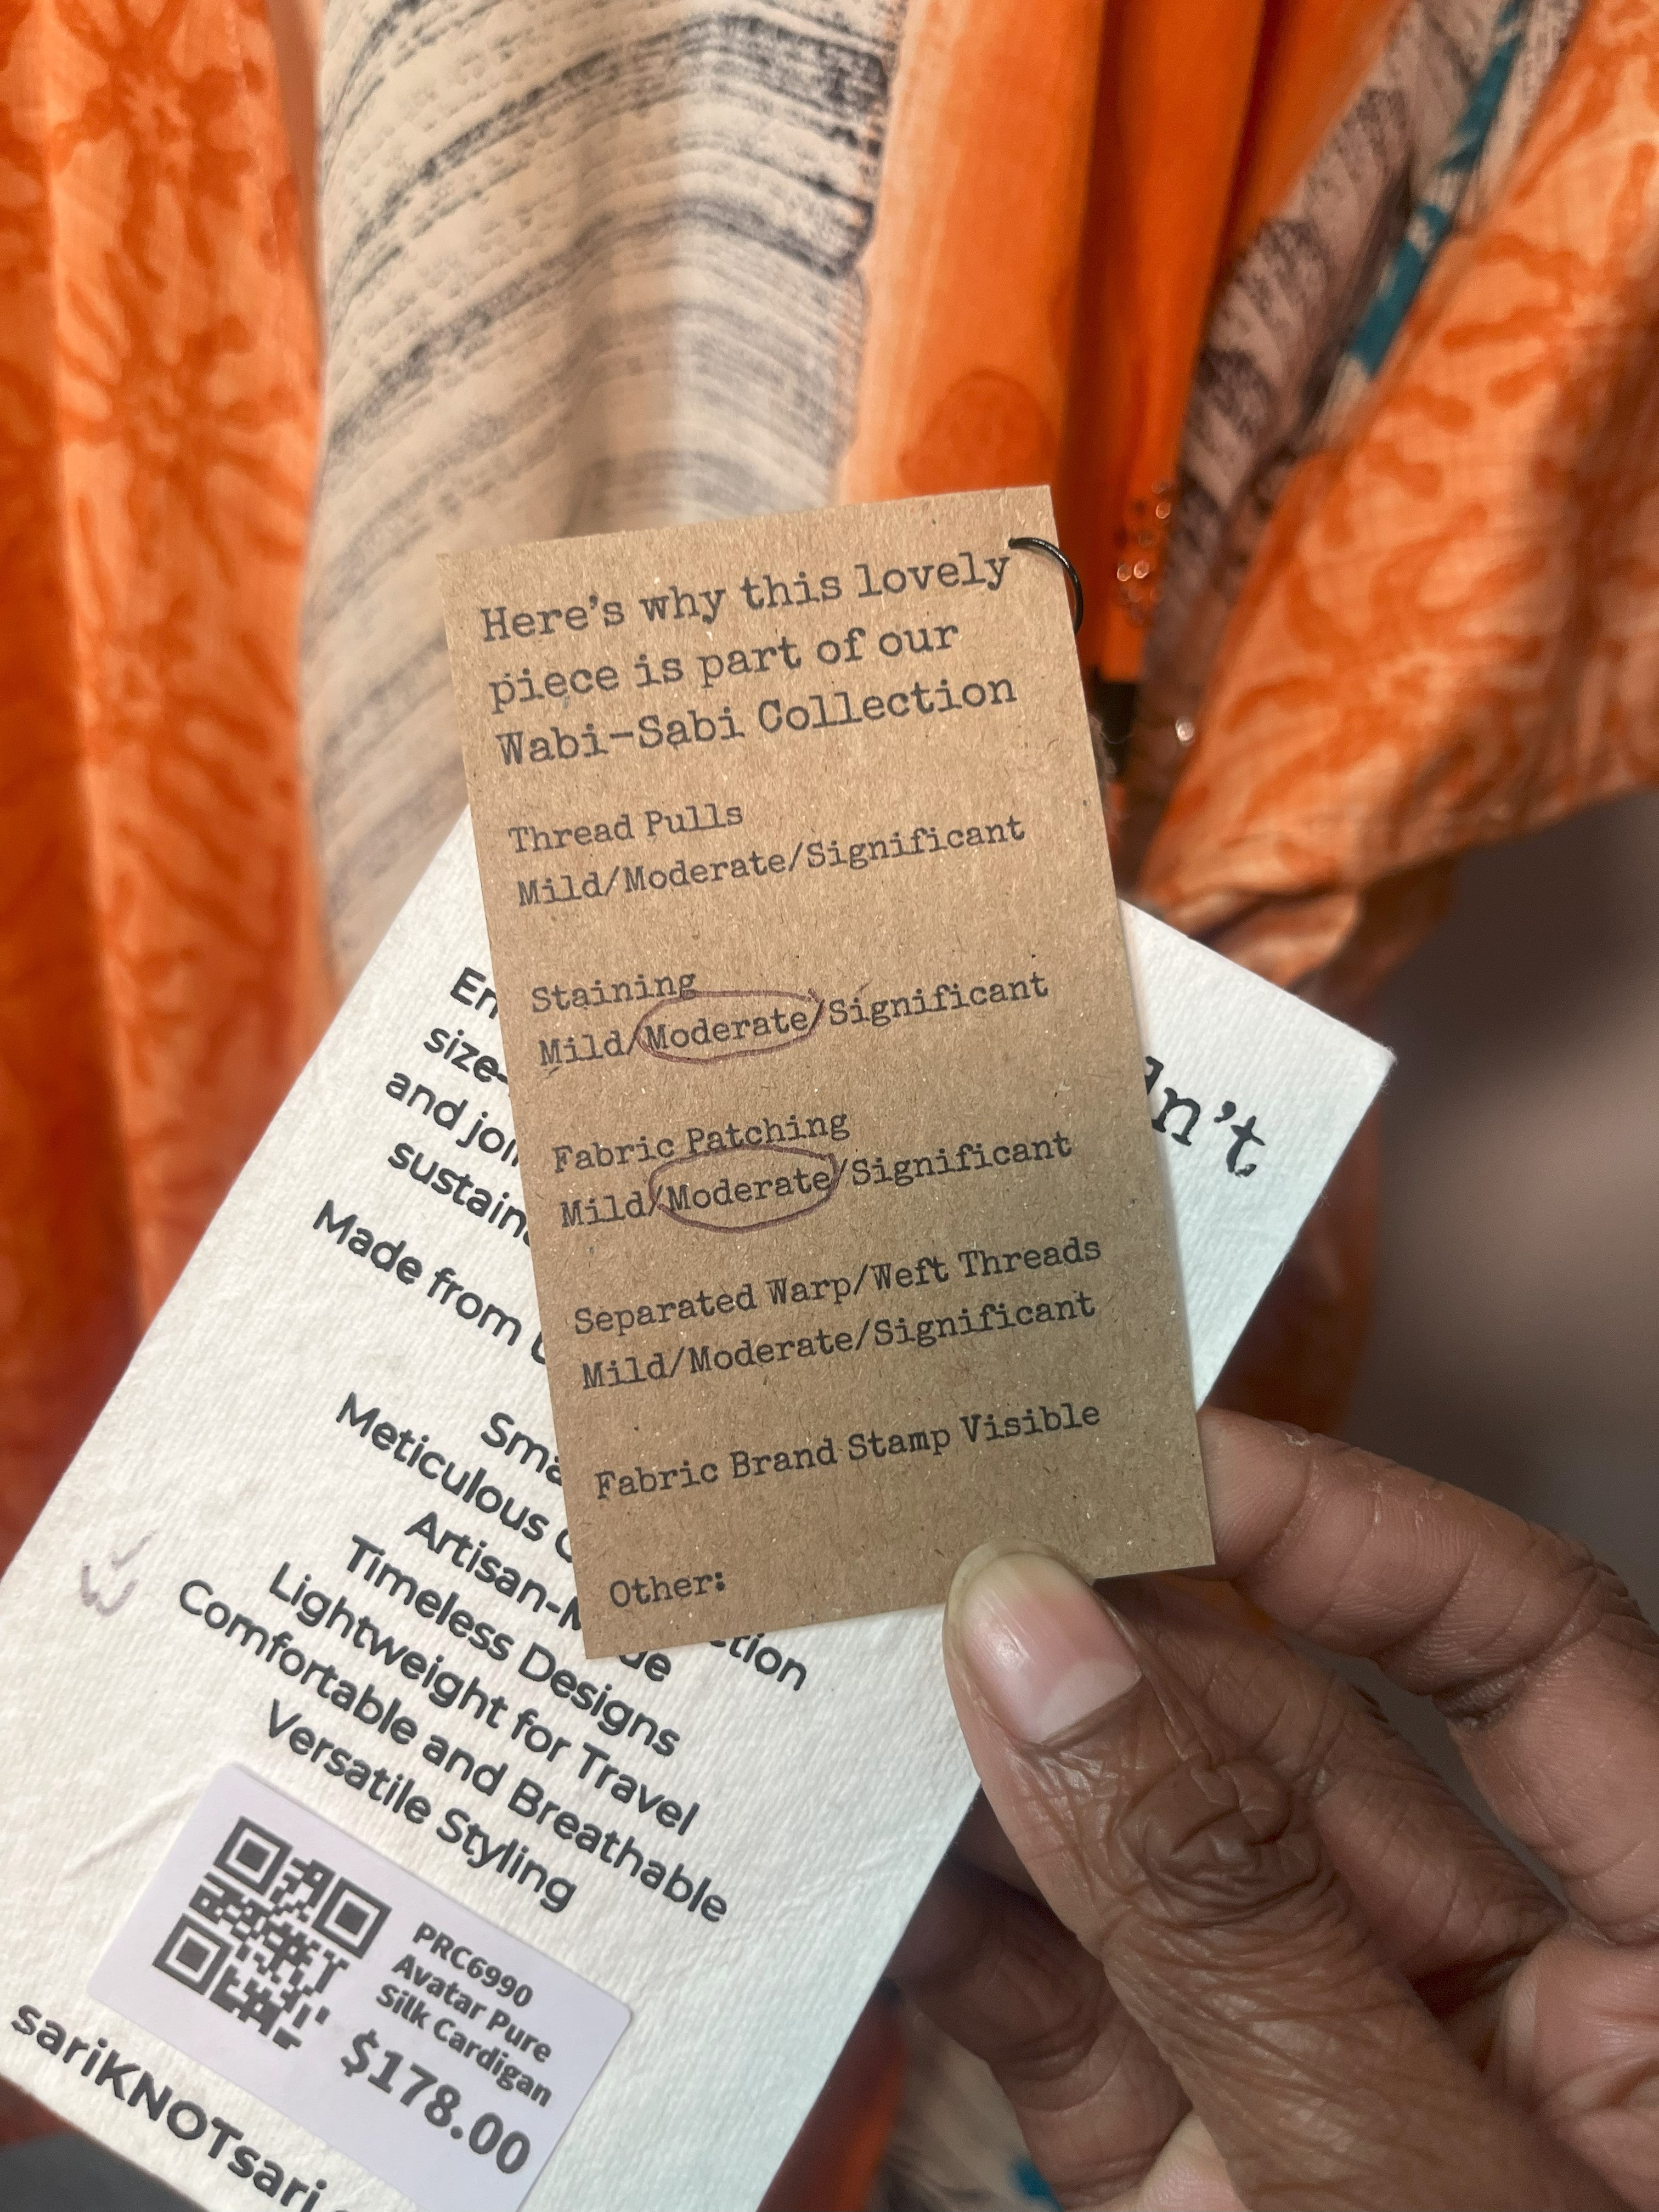 Here's why this lovely
piece is part of our
Wabi-Sabi Collection
Thread Pulls
Mild/Moderate/Significant
Staining
Mild/Moderate/Significant
Fabric Patching
Mild/Moderate/Significant
Separated Warp/Weft Threads
Mild/Moderate/Significant
Fabric Brand Stamp Visible
Other:
and
Made from
Meticulous
Timeless Designs
Lightweight for Travel
Comfortable and Breathable
Versatile Styling
PRC6990
Avatar Pure
Silk Cardigan
$178.00
sariKNOTsari